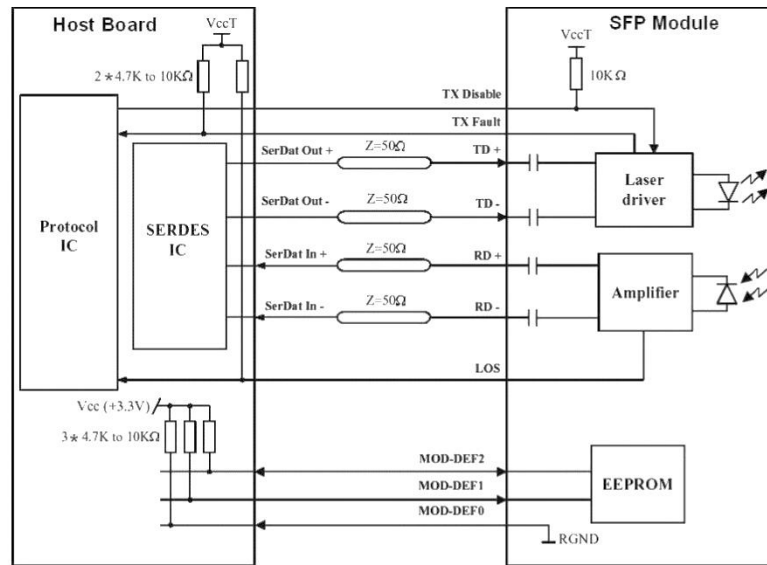 Host Board
VccT
2*4.7K to 10KΩ
SFP Module
VccT
10KΩ
TX Disable
TX Fault
SerDat Out +
Z=50Ω
TD +
SerDat Out -
Z=50Ω
TD -
SerDat In +
Z=50Ω
RD +
SerDat In -
Z=50Ω
RD -
Protocol
IC
SERDES
IC
Laser
driver
Amplifier
LOS
Vcc (+3.3V)
3*4.7K to 10KΩ
MOD-DEF2
MOD-DEF1
MOD-DEF0
EEPROM
RGND